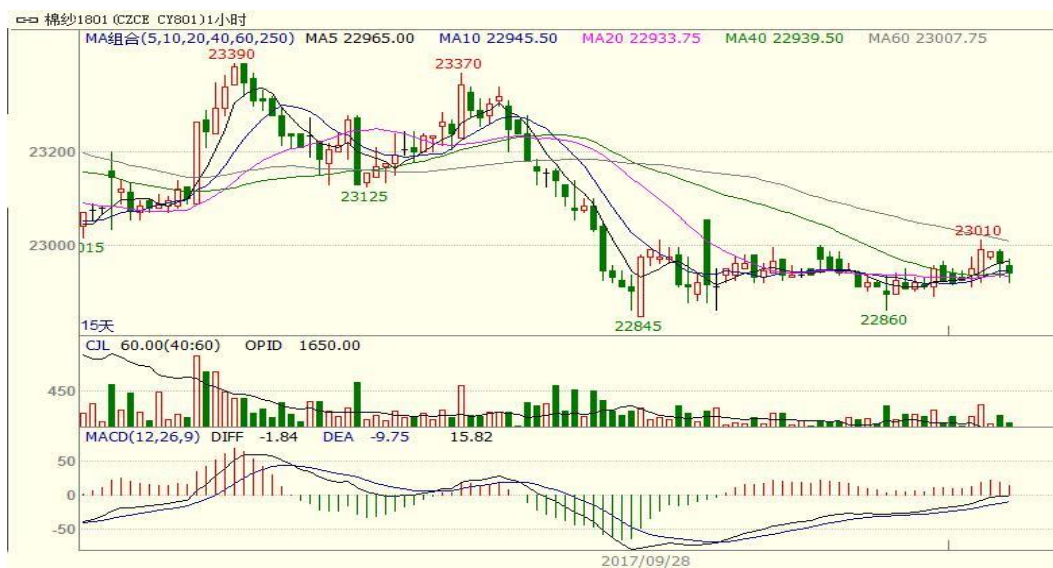 棉纱1801 (CZCE CY801)1小时
MA组合(5,10,20,40,60,250) MA5 22965.00 MA10 22945.50 MA20 22933.75 MA40 22939.50 MA60 23007.75
23390
23370
23200
23125
23010
23000
015
22845
22860
15天
CJL 60.00(40:60) OPID 1650.00
450
MACD(12,26,9) DIFF -1.84 DEA -9.75 15.82
50
0
-50
2017/09/28